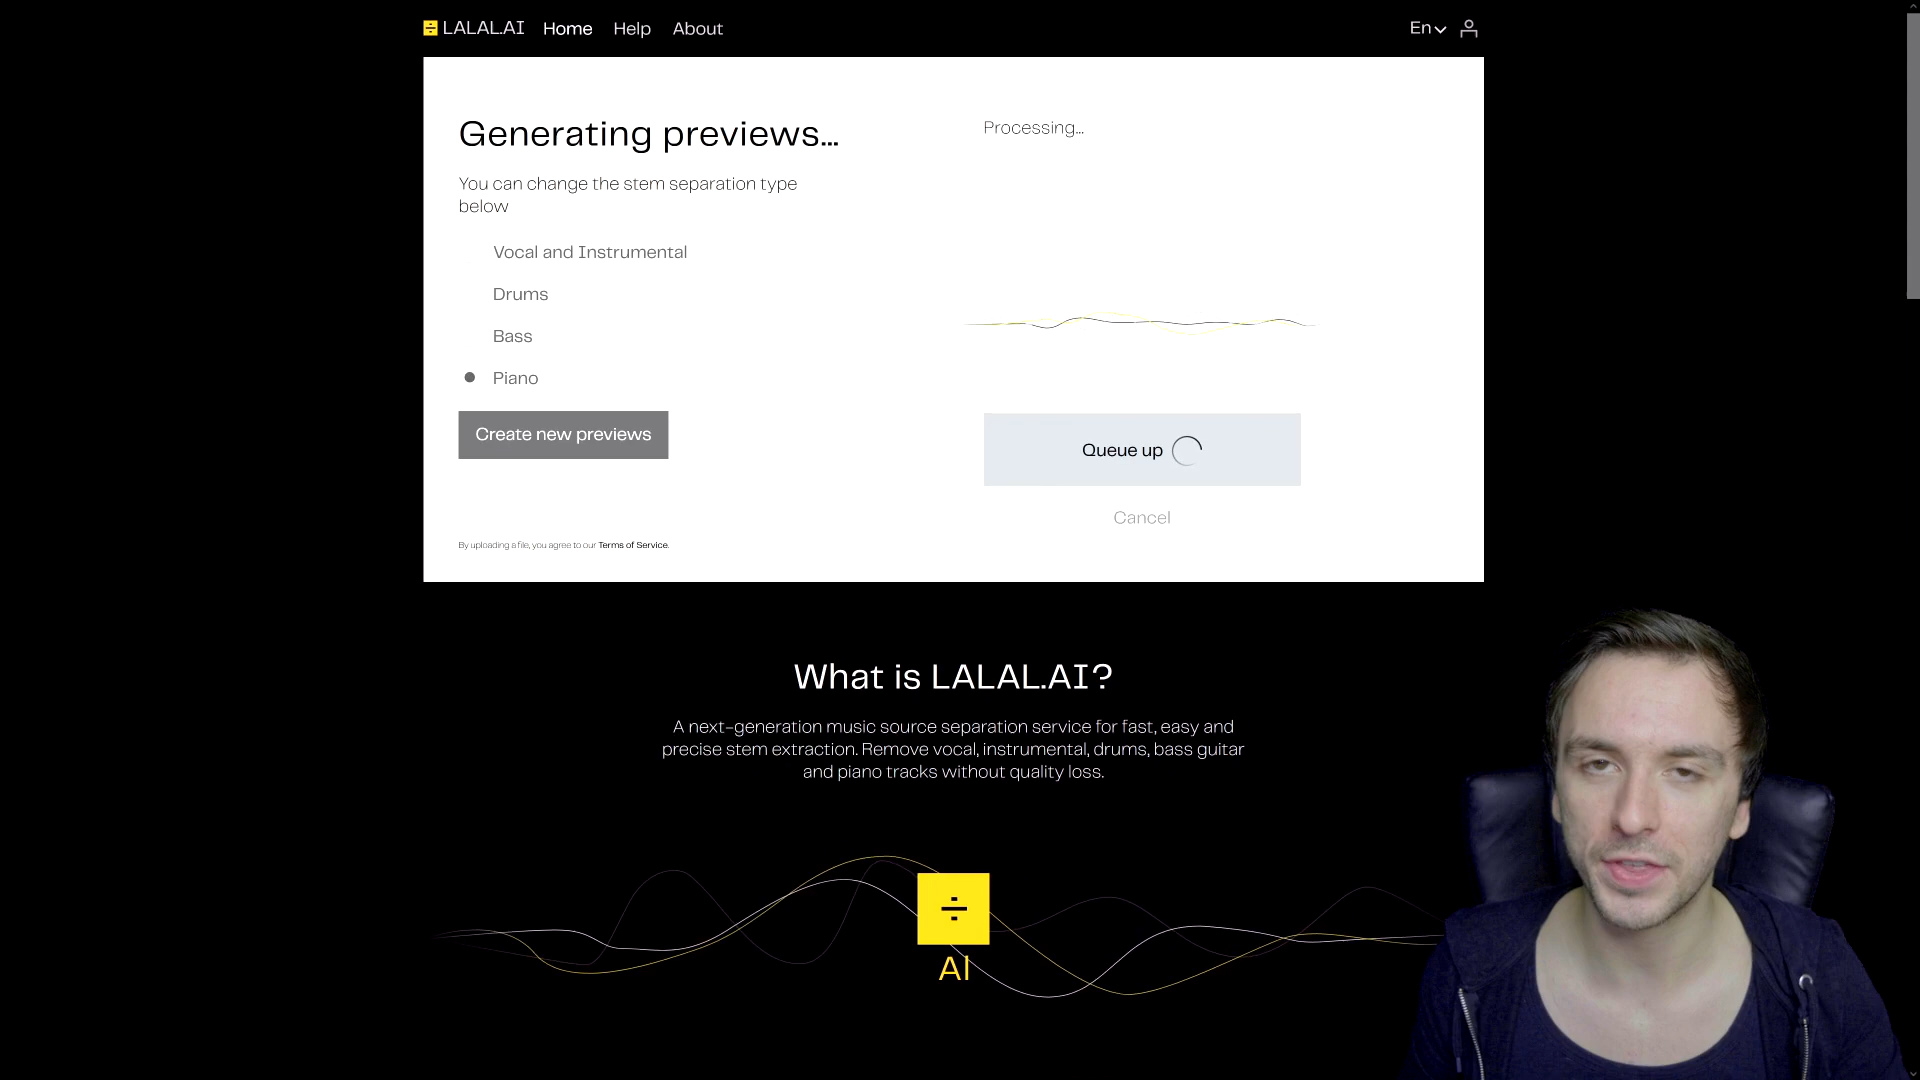 LALAL.AI Home Help About En
Generating previews...
Processing...
You can change the stem separation type
below
Vocal and Instrumental
Drums
Bass
Piano
Create new previews
Queue up
Cancel
By uploading a file, you agree to our Terms of Service.
What is LALAL.AI?
A next-generation music source separation service for fast, easy and
precise stem extraction. Remove vocal, instrumental, drums, bass guitar
and piano tracks without quality loss.
AI